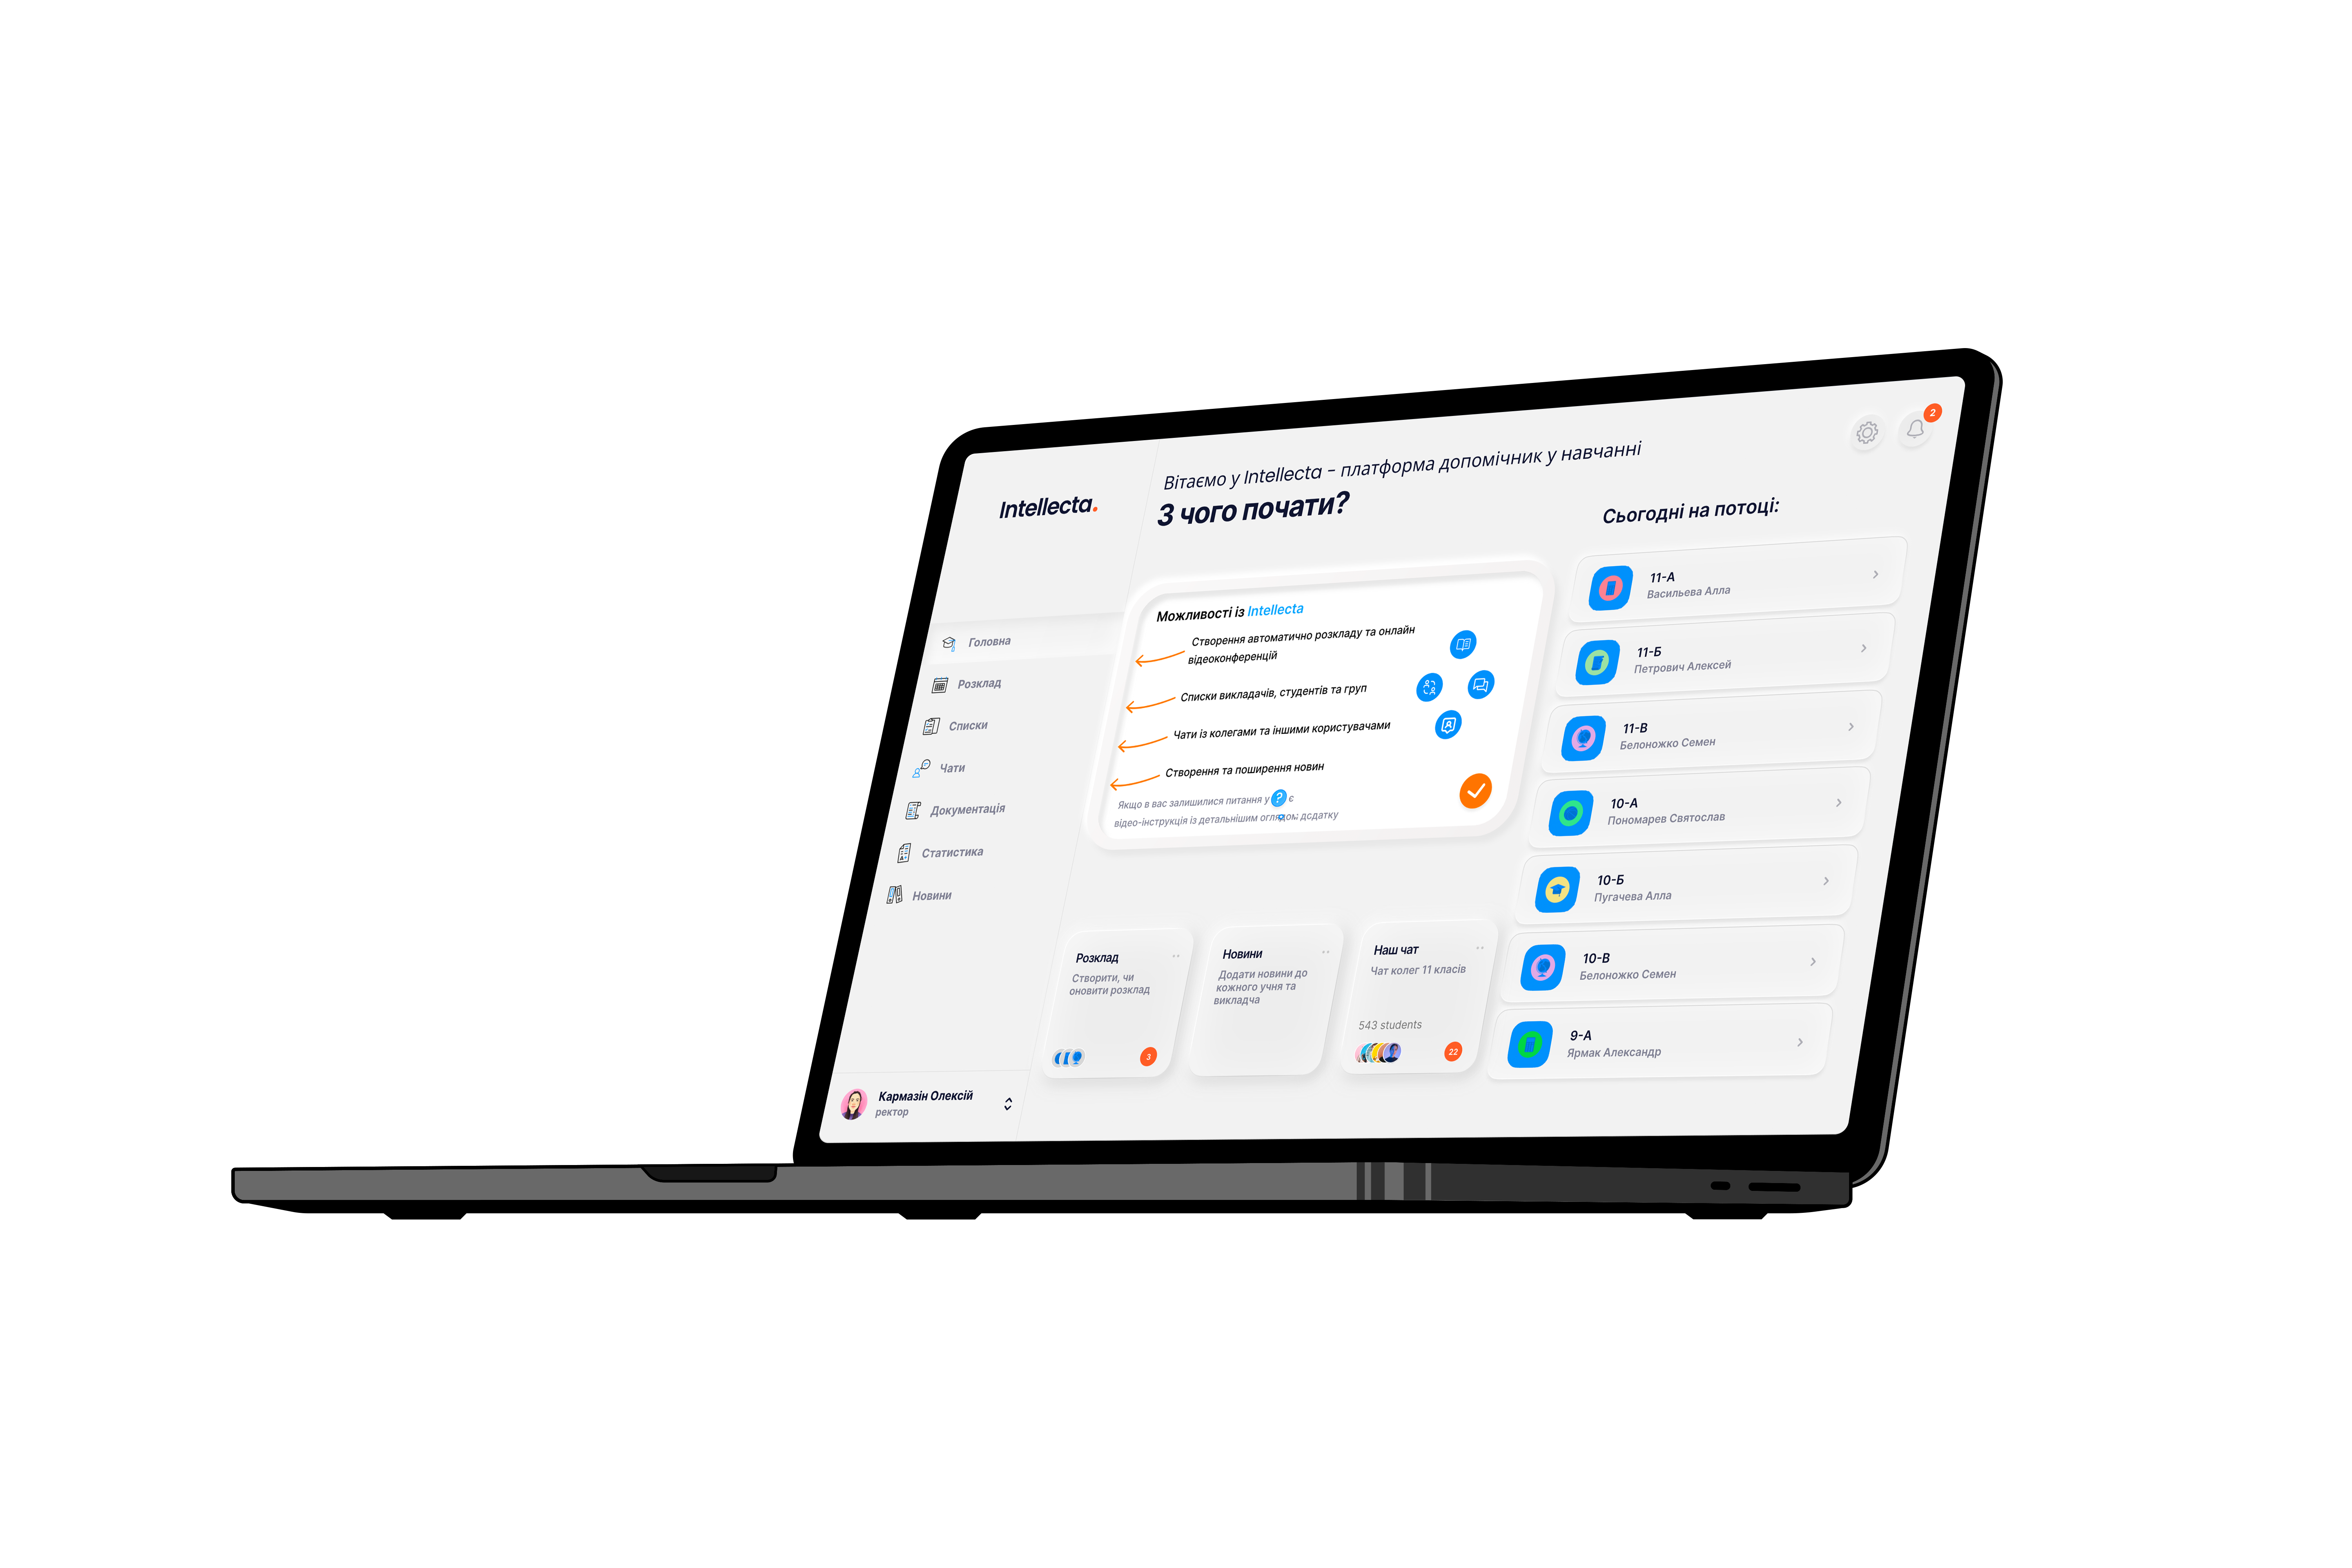 Intellecta.
Головна
Розклад
Списки
Чати
Документація
Статистика
Новини
Кармазін Олексій
ректор
Вітаємо у Intellecta - платформа допомічник у навчанні
З чого почати?
Можливості із Intellecta
Створення автоматично розкладу та онлайн
відеоконференцій
Списки викладачів, студентів та груп
Чати із колегами та іншими користувачами
Створення та поширення новин
Якщо в вас залишилися питання у ? є
відео-інструкція із детальнішим оглядом додатку
Розклад
Створити, чи
оновити розклад
3
Новини
Додати новини до
кожного учня та
викладча
Наш чат
Чат колег 11 класів
543 students
22
2
Сьогодні на потоці:
11-А
Васильева Алла
11-Б
Петрович Алексей
11-В
Белоножко Семен
10-А
Пономарев Святослав
10-Б
Пугачева Алла
10-В
Белоножко Семен
9-А
Ярмак Александр